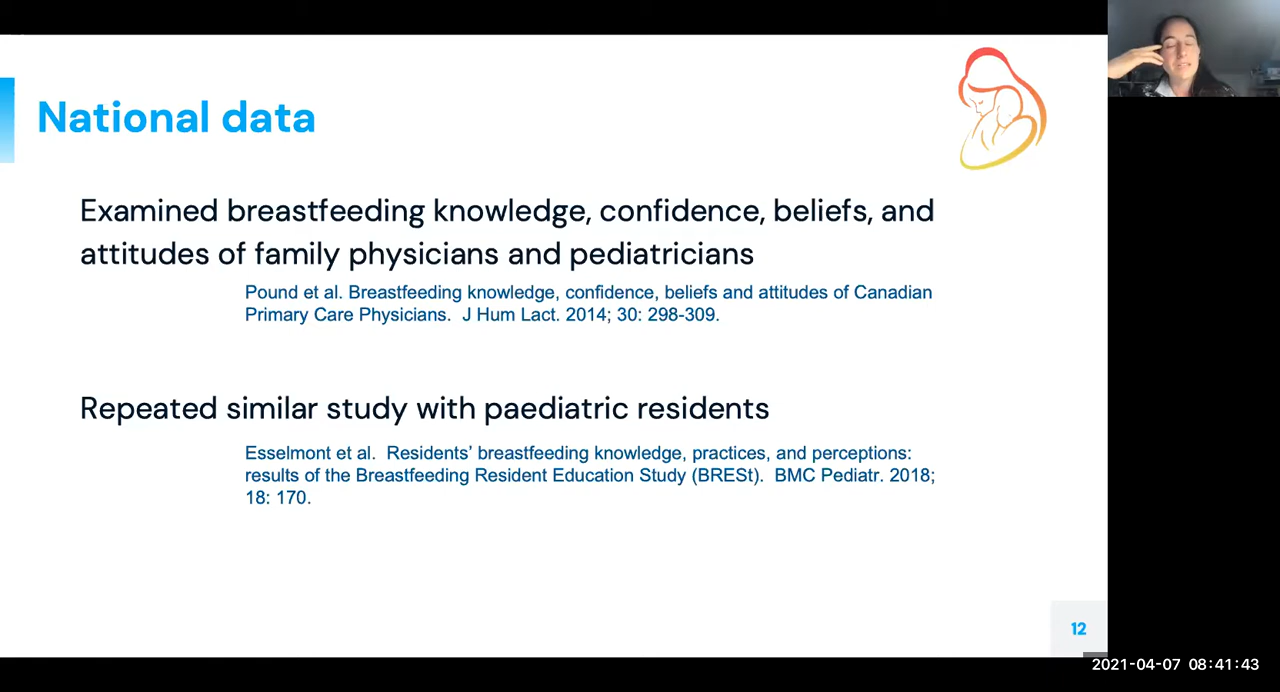 National data
Examined breastfeeding knowledge, confidence, beliefs, and
attitudes of family physicians and pediatricians
Pound et al. Breastfeeding knowledge, confidence, beliefs and attitudes of Canadian
Primary Care Physicians.  J Hum Lact. 2014; 30: 298-309.
Repeated similar study with paediatric residents
Esselmont et al.  Residents’ breastfeeding knowledge, practices, and perceptions:
results of the Breastfeeding Resident Education Study (BRESt).  BMC Pediatr. 2018;
18: 170.
12
2021-04-07 08:41:43